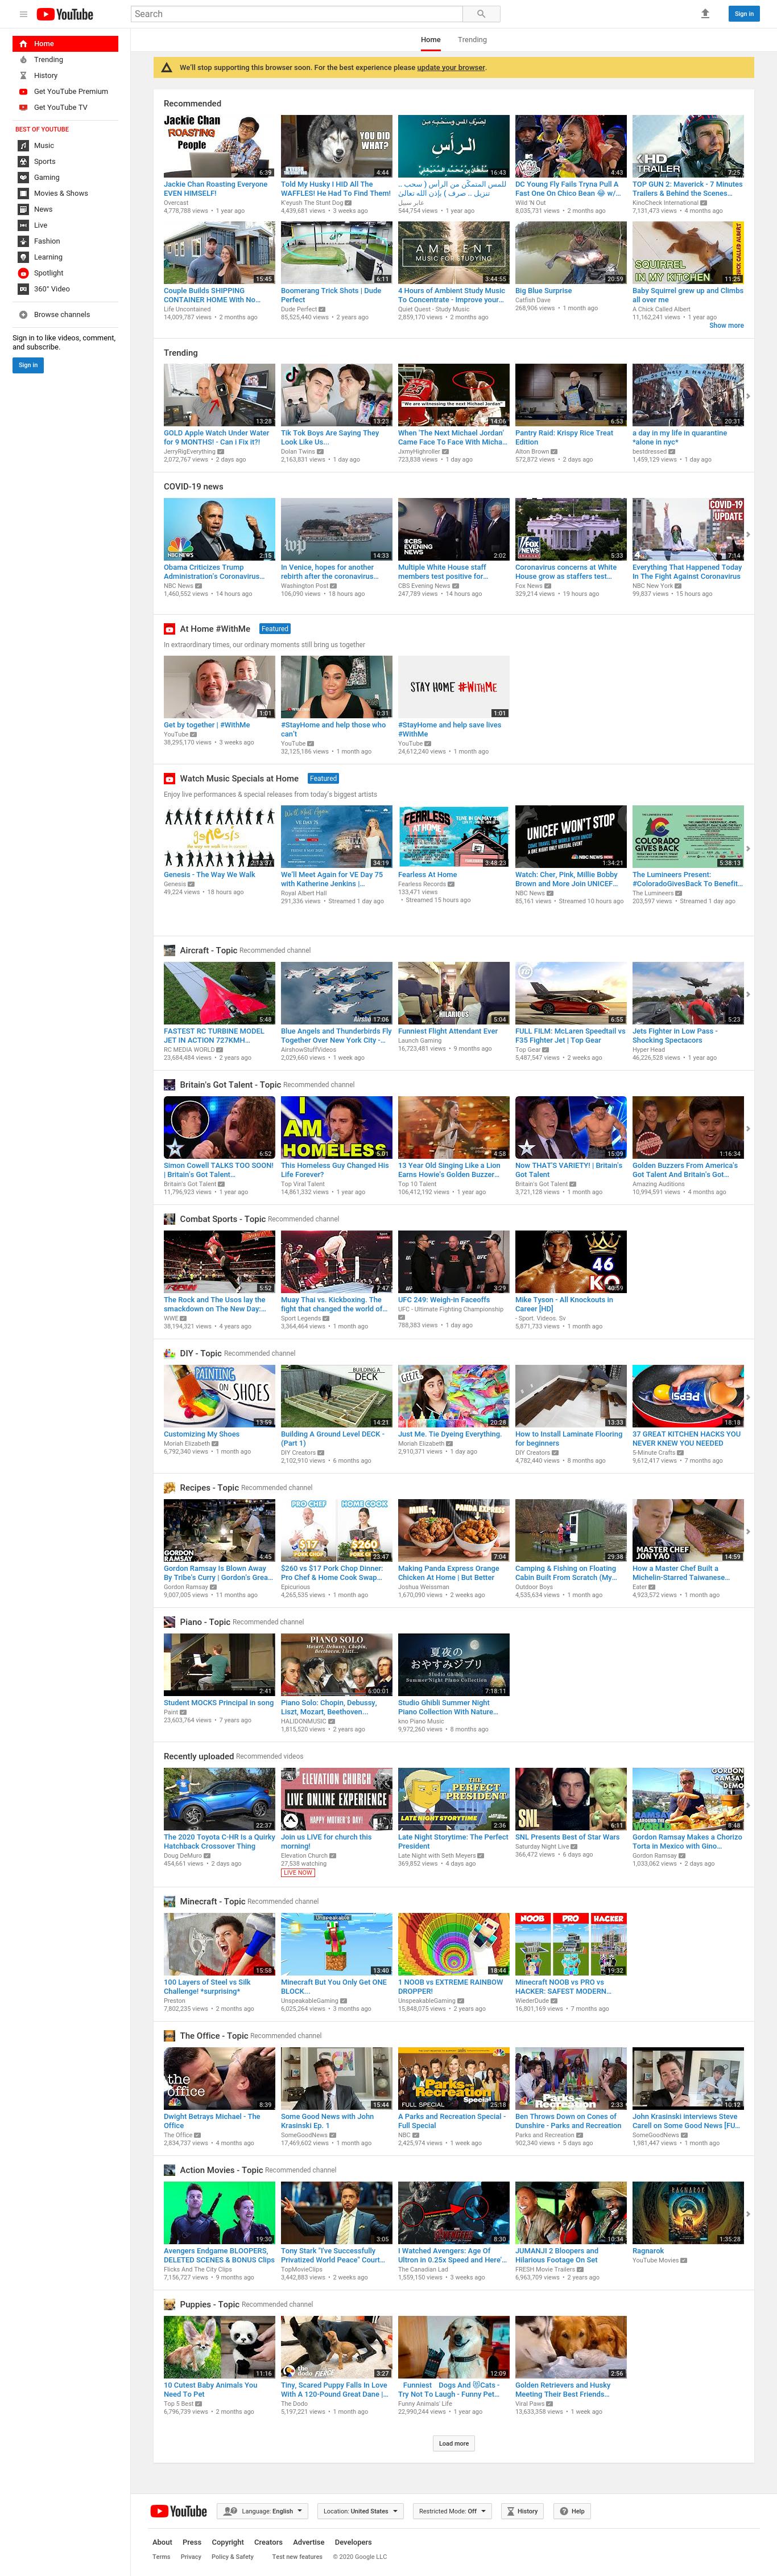 YouTube
Search
Sign in
Home
Trending
History
Get YouTube Premium
Get YouTube TV
BEST OF YOUTUBE
Music
Sports
Gaming
Movies & Shows
News
Live
Fashion
Learning
Spotlight
360° Video
Browse channels
Sign in to like videos, comment,
and subscribe.
Sign in
Home Trending
We'll stop supporting this browser soon. For the best experience please update your browser.
Recommended
Jackie Chan Roasting Everyone
EVEN HIMSELF!
Overcast
4,778,788 views • 1 year ago
Told My Husky I HID All The
WAFFLES! He Had To Find Them!
K'eyush The Stunt Dog
4,439,681 views • 3 weeks ago
544,754 views • 1 year ago
DC Young Fly Fails Tryna Pull A
Fast One On Chico Bean 😂 w/...
Wild 'N Out
8,035,731 views • 2 months ago
TOP GUN 2: Maverick - 7 Minutes
Trailers & Behind the Scenes...
KinoCheck International
7,131,473 views • 4 months ago
Couple Builds SHIPPING
CONTAINER HOME With No...
Life Uncontained
14,009,787 views • 2 months ago
Boomerang Trick Shots | Dude
Perfect
Dude Perfect
85,525,440 views • 2 years ago
4 Hours of Ambient Study Music
To Concentrate - Improve your...
Quiet Quest - Study Music
2,859,170 views • 2 months ago
Big Blue Surprise
Catfish Dave
268,906 views • 1 month ago
Baby Squirrel grew up and Climbs
all over me
A Chick Called Albert
11,162,241 views • 1 year ago
Show more
Trending
GOLD Apple Watch Under Water
for 9 MONTHS! - Can i Fix it?!
JerryRigEverything
2,072,767 views • 2 days ago
Tik Tok Boys Are Saying They
Look Like Us...
Dolan Twins
2,163,831 views • 1 day ago
When 'The Next Michael Jordan'
Came Face To Face With Micha...
JxmyHighroller
723,838 views • 1 day ago
Pantry Raid: Krispy Rice Treat
Edition
Alton Brown
572,872 views • 2 days ago
a day in my life in quarantine
*alone in nyc*
bestdressed
1,459,129 views • 1 day ago
COVID-19 news
Obama Criticizes Trump
Administration's Coronavirus...
NBC News
1,460,552 views • 14 hours ago
In Venice, hopes for another
rebirth after the coronavirus...
Washington Post
106,090 views • 18 hours ago
Multiple White House staff
members test positive for...
CBS Evening News
247,789 views • 14 hours ago
Coronavirus concerns at White
House grow as staffers test...
Fox News
329,214 views • 19 hours ago
Everything That Happened Today
In The Fight Against Coronavirus
NBC New York
99,837 views • 15 hours ago
At Home #WithMe Featured
In extraordinary times, our ordinary moments still bring us together
Get by together | #WithMe
YouTube
38,295,170 views • 3 weeks ago
#StayHome and help those who
can't
YouTube
32,125,186 views • 1 month ago
#StayHome and help save lives
#WithMe
YouTube
24,612,240 views • 1 month ago
Watch Music Specials at Home Featured
Enjoy live performances & special releases from today's biggest artists
Genesis - The Way We Walk
Genesis
49,224 views • 18 hours ago
We'll Meet Again for VE Day 75
with Katherine Jenkins |...
Royal Albert Hall
291,336 views • Streamed 1 day ago
Fearless At Home
Fearless Records
133,471 views
• Streamed 15 hours ago
Watch: Cher, Pink, Millie Bobby
Brown and More Join UNICEF...
NBC News
85,161 views • Streamed 10 hours ago
The Lumineers Present:
#ColoradoGivesBack To Benefit...
The Lumineers
203,597 views • Streamed 1 day ago
Aircraft - Topic Recommended channel
FASTEST RC TURBINE MODEL
JET IN ACTION 727KMH...
RC MEDIA WORLD
23,684,484 views • 2 years ago
Blue Angels and Thunderbirds Fly
Together Over New York City -...
AirshowStuffVideos
2,029,660 views • 1 week ago
Funniest Flight Attendant Ever
Launch Gaming
16,723,481 views • 9 months ago
FULL FILM: McLaren Speedtail vs
F35 Fighter Jet | Top Gear
Top Gear
5,487,547 views • 2 weeks ago
Jets Fighter in Low Pass -
Shocking Spectacors
Hyper Head
46,226,528 views • 1 year ago
Britain's Got Talent - Topic Recommended channel
Simon Cowell TALKS TOO SOON!
| Britain's Got Talent...
Britain's Got Talent
11,796,923 views • 1 year ago
This Homeless Guy Changed His
Life Forever?
Top Viral Talent
14,861,332 views • 1 year ago
13 Year Old Singing Like a Lion
Earns Howie's Golden Buzzer...
Top 10 Talent
106,412,192 views • 1 year ago
Now THAT'S VARIETY! | Britain's
Got Talent
Britain's Got Talent
3,721,128 views • 1 month ago
Golden Buzzers From America's
Got Talent And Britain's Got...
Amazing Auditions
10,994,591 views • 4 months ago
Combat Sports - Topic Recommended channel
The Rock and The Usos lay the
smackdown on The New Day:...
WWE
38,194,321 views • 4 years ago
Muay Thai vs. Kickboxing. The
fight that changed the world of...
Sport Legends
3,364,464 views • 1 month ago
UFC 249: Weigh-in Faceoffs
UFC - Ultimate Fighting Championship
788,383 views • 1 day ago
Mike Tyson - All Knockouts in
Career [HD]
- Sport. Videos. Sv
5,871,733 views • 1 month ago
DIY - Topic Recommended channel
Customizing My Shoes
Moriah Elizabeth
6,792,340 views • 1 month ago
Building A Ground Level DECK -
(Part 1)
DIY Creators
2,102,910 views • 6 months ago
Just Me. Tie Dyeing Everything.
Moriah Elizabeth
2,910,371 views • 1 day ago
How to Install Laminate Flooring
for beginners
DIY Creators
4,782,440 views • 8 months ago
37 GREAT KITCHEN HACKS YOU
NEVER KNEW YOU NEEDED
5-Minute Crafts
9,612,417 views • 7 months ago
Recipes - Topic Recommended channel
Gordon Ramsay Is Blown Away
By Tribe's Curry | Gordon's Grea...
Gordon Ramsay
9,007,005 views • 11 months ago
$260 vs $17 Pork Chop Dinner:
Pro Chef & Home Cook Swap...
Epicurious
4,265,535 views • 1 month ago
Making Panda Express Orange
Chicken At Home | But Better
Joshua Weissman
1,670,090 views • 2 weeks ago
Camping & Fishing on Floating
Cabin Built From Scratch (My...
Outdoor Boys
4,535,634 views • 1 month ago
How a Master Chef Built a
Michelin-Starred Taiwanese...
Eater
4,923,572 views • 1 month ago
Piano - Topic Recommended channel
Student MOCKS Principal in song
Paint
23,603,764 views • 7 years ago
Piano Solo: Chopin, Debussy,
Liszt, Mozart, Beethoven...
HALIDONMUSIC
1,815,520 views • 2 years ago
Studio Ghibli Summer Night
Piano Collection With Nature...
kno Piano Music
9,972,260 views • 8 months ago
Recently uploaded Recommended videos
The 2020 Toyota C-HR Is a Quirky
Hatchback Crossover Thing
Doug DeMuro
454,661 views • 2 days ago
Join us LIVE for church this
morning!
Elevation Church
27,538 watching
LIVE NOW
Late Night Storytime: The Perfect
President
Late Night with Seth Meyers
369,852 views • 4 days ago
SNL Presents Best of Star Wars
Saturday Night Live
366,472 views • 6 days ago
Gordon Ramsay Makes a Chorizo
Torta in Mexico with Gino...
Gordon Ramsay
1,033,062 views • 2 days ago
Minecraft - Topic Recommended channel
100 Layers of Steel vs Silk
Challenge! *surprising*
Preston
7,802,235 views • 2 months ago
Minecraft But You Only Get ONE
BLOCK...
UnspeakableGaming
6,025,264 views • 3 months ago
1 NOOB vs EXTREME RAINBOW
DROPPER!
UnspeakableGaming
15,848,075 views • 2 years ago
Minecraft NOOB vs PRO vs
HACKER: SAFEST MODERN...
WiederDude
16,801,169 views • 7 months ago
The Office - Topic Recommended channel
Dwight Betrays Michael - The
Office
The Office
2,834,737 views • 4 months ago
Some Good News with John
Krasinski Ep. 1
SomeGoodNews
17,469,602 views • 1 month ago
A Parks and Recreation Special -
Full Special
NBC
2,425,974 views • 1 week ago
Ben Throws Down on Cones of
Dunshire - Parks and Recreation
Parks and Recreation
902,340 views • 5 days ago
John Krasinski interviews Steve
Carell on Some Good News [FU...
SomeGoodNews
1,981,447 views • 1 month ago
Action Movies - Topic Recommended channel
Avengers Endgame BLOOPERS,
DELETED SCENES & BONUS Clips
Flicks And The City Clips
7,156,727 views • 9 months ago
Tony Stark "I've Successfully
Privatized World Peace" Court...
TopMovieClips
3,442,883 views • 2 weeks ago
I Watched Avengers: Age Of
Ultron in 0.25x Speed and Here'...
The Canadian Lad
1,559,150 views • 3 weeks ago
JUMANJI 2 Bloopers and
Hilarious Footage On Set
FRESH Movie Trailers
6,963,709 views • 2 years ago
Ragnarok
YouTube Movies
Puppies - Topic Recommended channel
10 Cutest Baby Animals You
Need To Pet
Top 5 Best
6,796,739 views • 2 months ago
Tiny, Scared Puppy Falls In Love
With A 120-Pound Great Dane |...
The Dodo
5,197,221 views • 1 month ago
Funniest Dogs And 😻Cats -
Try Not To Laugh - Funny Pet...
Funny Animals' Life
22,990,244 views • 1 year ago
Golden Retrievers and Husky
Meeting Their Best Friends...
Viral Paws
13,633,358 views • 1 week ago
Load more
YouTube
Language: English
Location: United States
Restricted Mode: Off
History
Help
About Press Copyright Creators Advertise Developers
Terms Privacy Policy & Safety Test new features © 2020 Google LLC